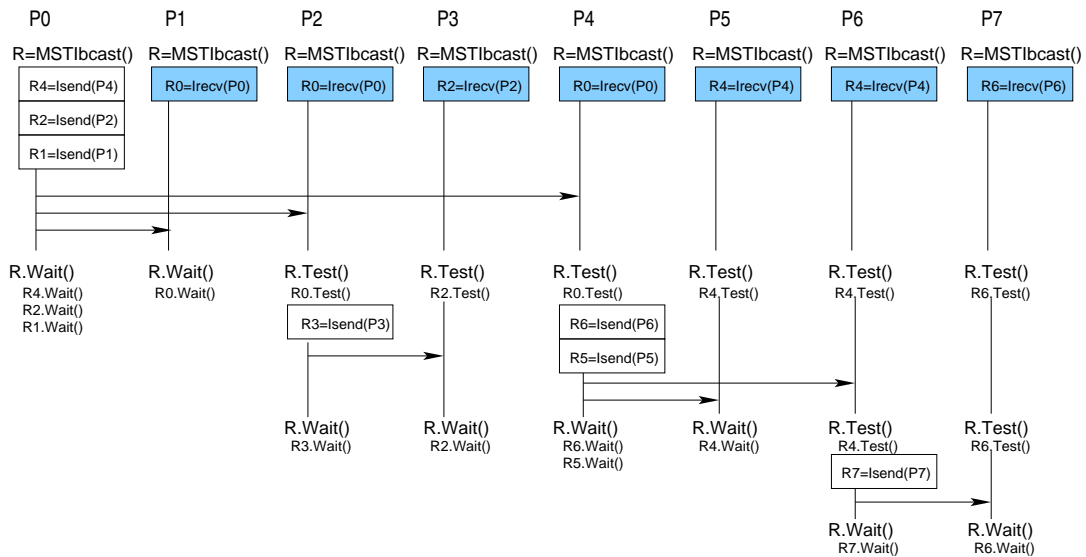 P0 P1 P2 P3 P4 P5 P6 P7
R=MSTIbcast() R=MSTIbcast() R=MSTIbcast() R=MSTIbcast() R=MSTIbcast() R=MSTIbcast() R=MSTIbcast() R=MSTIbcast()
R4=Isend(P4) R0=Irecv(P0) R0=Irecv(P0) R2=Irecv(P2) R0=Irecv(P0) R4=Irecv(P4) R4=Irecv(P4) R6=Irecv(P6)
R2=Isend(P2)
R1=Isend(P1)
R.Wait() R.Wait() R.Test() R.Test() R.Test() R.Test() R.Test() R.Test()
R4.Wait() R0.Wait() R0.Test() R2.Test() R0.Test() R4.Test() R4.Test() R6.Test()
R2.Wait()
R1.Wait()
R3=Isend(P3) R6=Isend(P6)
R5=Isend(P5)
R.Wait() R.Wait() R.Wait() R.Wait() R.Test() R.Test()
R3.Wait() R2.Wait() R6.Wait() R4.Wait() R4.Test() R6.Test()
R5.Wait()
R7=Isend(P7)
R.Wait() R.Wait()
R7.Wait() R6.Wait()